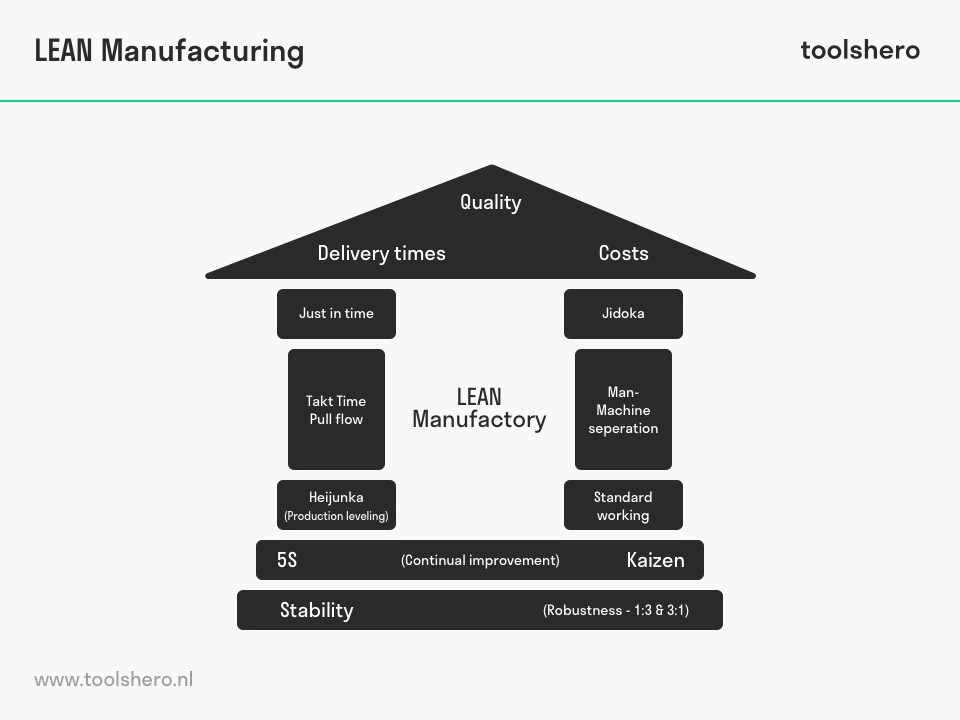 LEAN Manufacturing
toolshero
Quality
Delivery times
Costs
Just in time
Jidoka
Takt Time
Pull flow
LEAN
Manufactory
Man-
Machine
seperation
Heijunka
(Production leveling)
Standard
working
5S (Continual improvement) Kaizen
Stability (Robustness - 1:3 & 3:1)
www.toolshero.nl